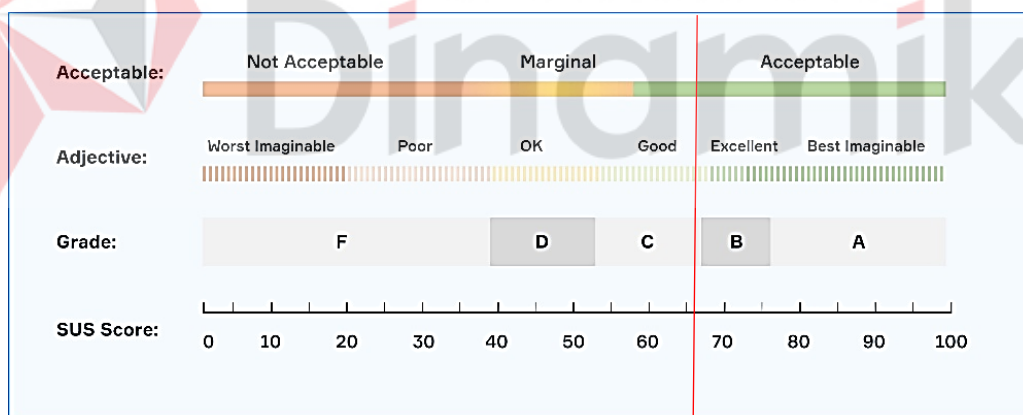 Dinamik
Acceptable: Not Acceptable Marginal Acceptable
Adjective: Worst Imaginable Poor OK Good Excellent Best Imaginable
Grade: F D C B A
SUS Score: 0 10 20 30 40 50 60 70 80 90 100